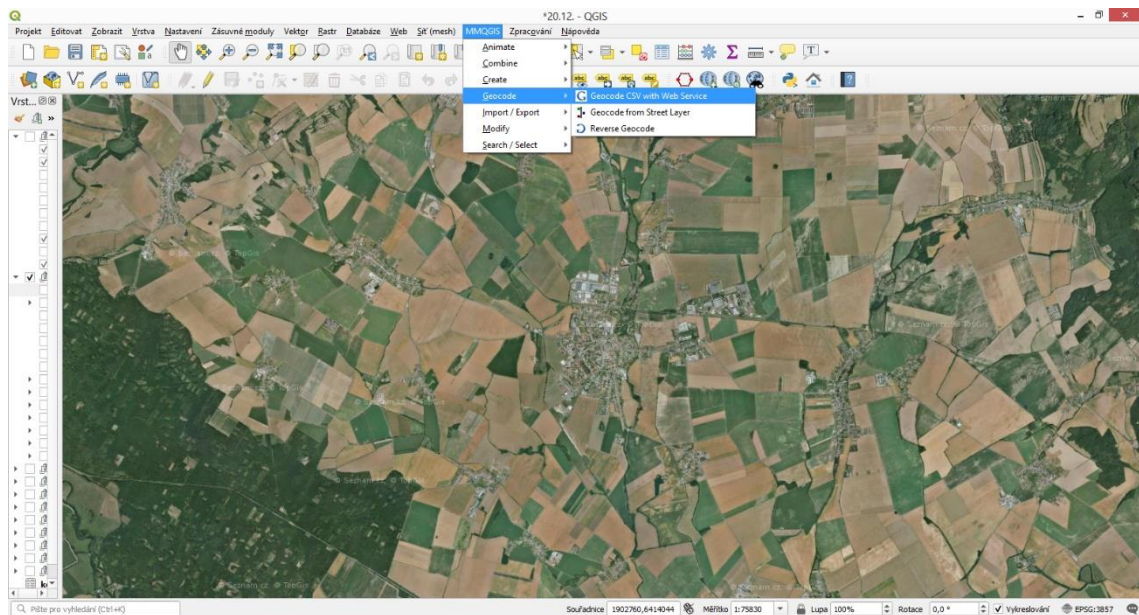 *20.12. - QGIS
Projekt Editovat Zobrazit Vrstva Nastavení Zásuvné moduly Vektor Rastr Databáze Web Síť (mesh) MMQGIS Zpracování Nápověda
Animate
Combine
Create
Geocode
Import / Export
Modify
Search / Select
Geocode CSV with Web Service
Geocode from Street Layer
Reverse Geocode
Vrst...
© Seznam.cz © TopGis
Pište pro vyhledání (Ctrl+K) Souřadnice 1902760,6414044 Měřítko 1:75830 Lupa 100% Rotace 0,0 ° Vykreslování EPSG:3857